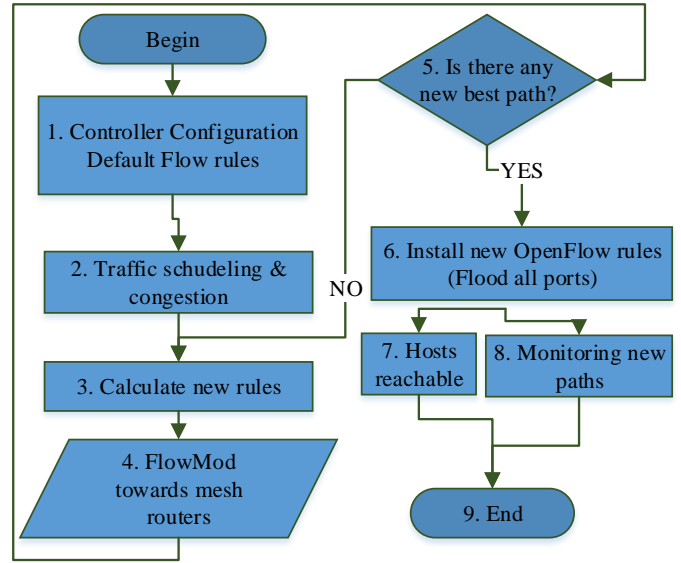 Begin
1. Controller Configuration
Default Flow rules
2. Traffic schudeling &
congestion
3. Calculate new rules
4. FlowMod
towards mesh
routers
5. Is there any
new best path?
YES
NO
6. Install new OpenFlow rules
(Flood all ports)
7. Hosts
reachable
8. Monitoring new
paths
9. End